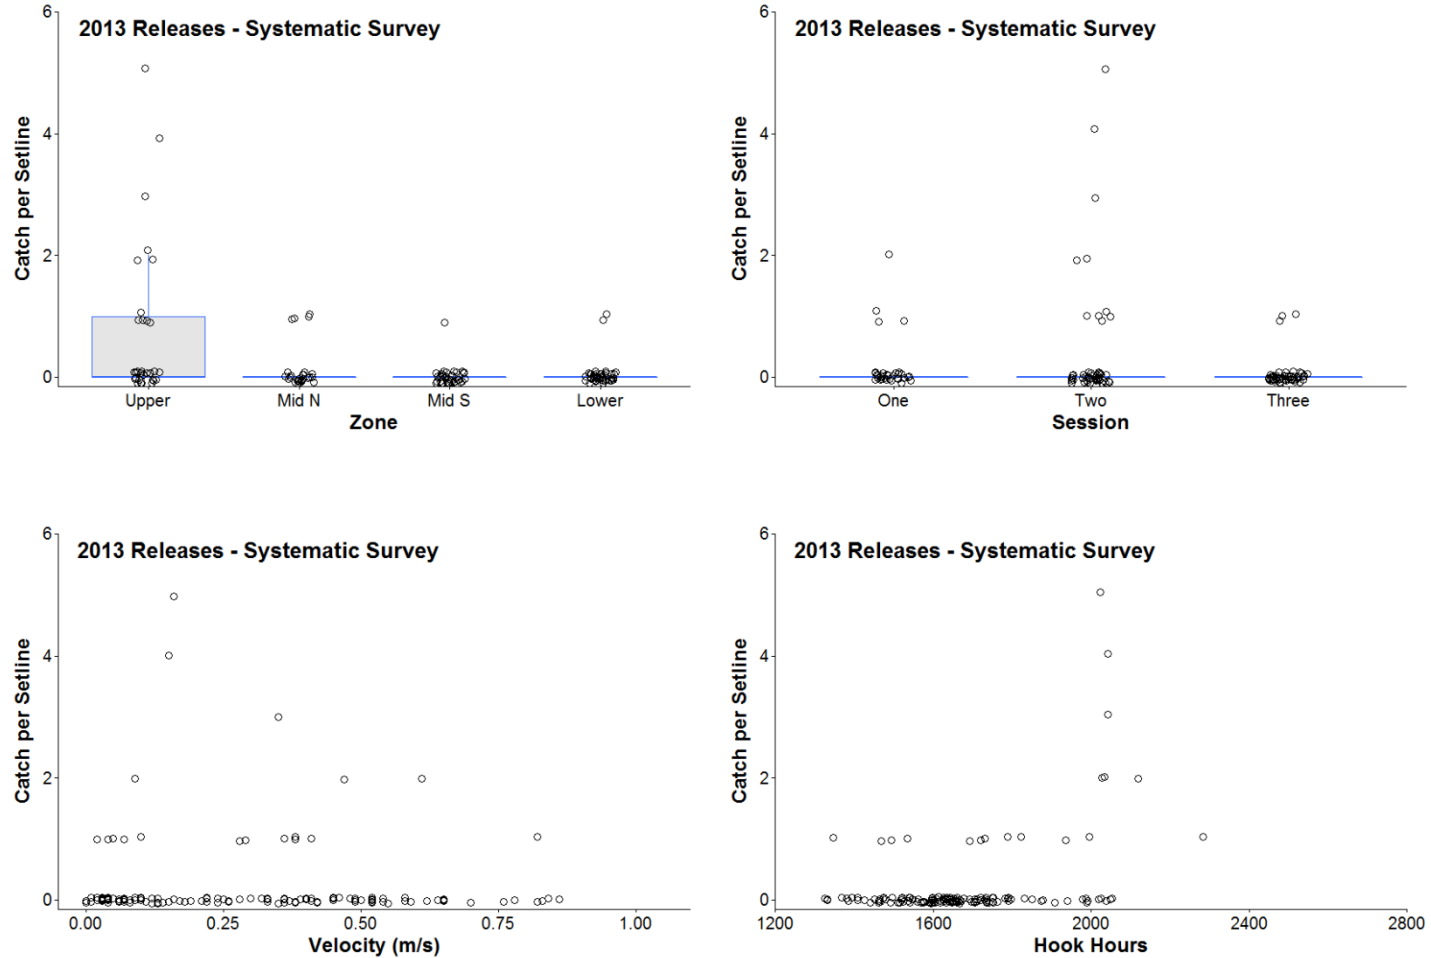 2013 Releases - Systematic Survey
Catch per Setline
6
4
2
0
Upper Mid N Mid S Lower
Zone
2013 Releases - Systematic Survey
Catch per Setline
6
4
2
0
One Two Three
Session
2013 Releases - Systematic Survey
Catch per Setline
6
4
2
0
0.00 0.25 0.50 0.75 1.00
Velocity (m/s)
2013 Releases - Systematic Survey
Catch per Setline
6
4
2
0
1200 1600 2000 2400 2800
Hook Hours